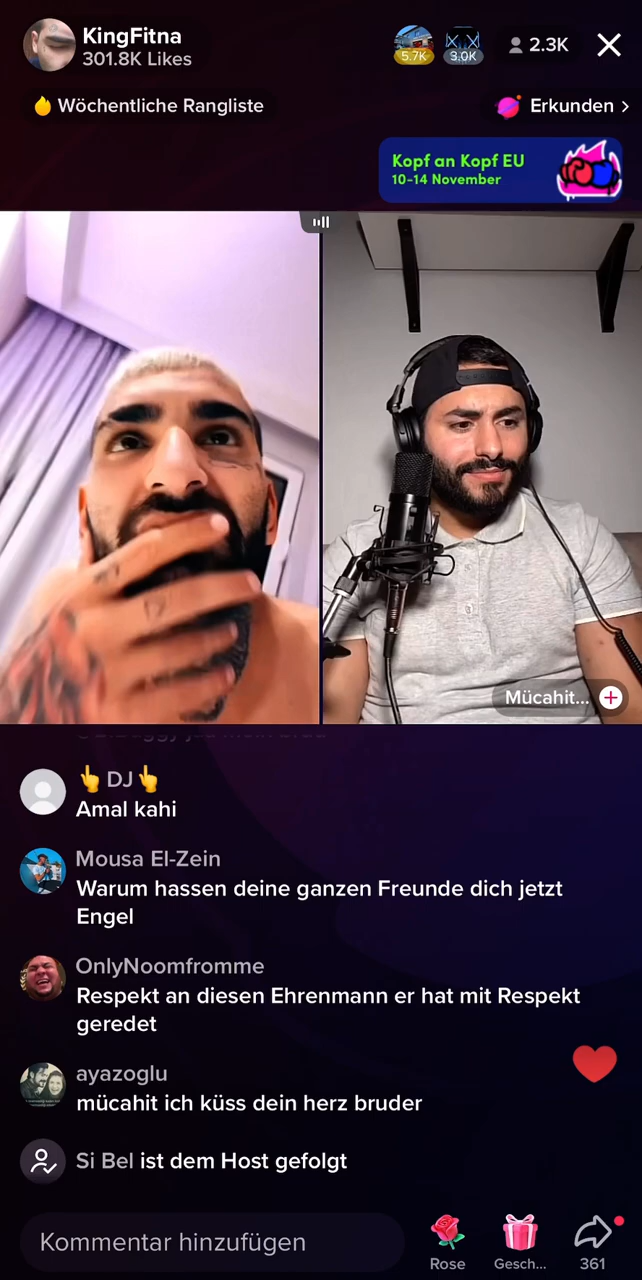 KingFitna
301.8K Likes
5.7K
3.0K
2.3K
Wöchentliche Rangliste
Erkunden
Kopf an Kopf EU
10-14 November
Mücahit...
👆DJ👆
Amal kahi
Mousa El-Zein
Warum hassen deine ganzen Freunde dich jetzt
Engel
OnlyNoomfromme
Respekt an diesen Ehrenmann er hat mit Respekt
geredet
ayazoglu
mücahit ich küss dein herz bruder
Si Bel ist dem Host gefolgt
Kommentar hinzufügen
Rose
Gesch...
361